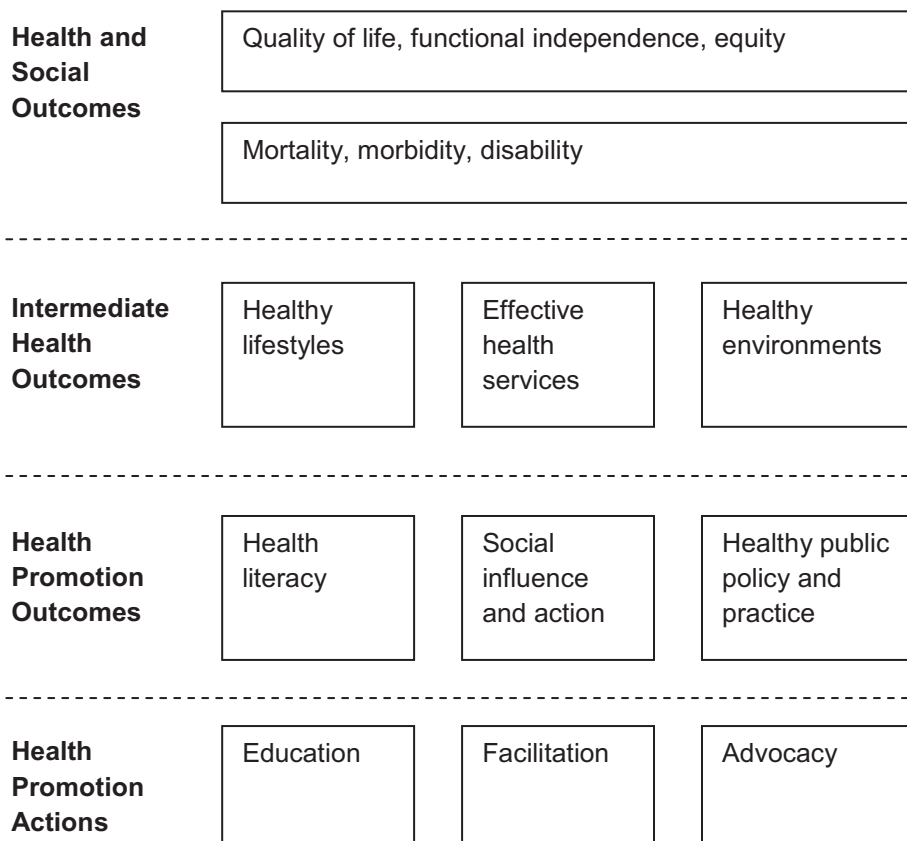 Health and
Social
Outcomes
Quality of life, functional independence, equity
Mortality, morbidity, disability
Intermediate
Health
Outcomes
Healthy
lifestyles
Effective
health
services
Healthy
environments
Health
Promotion
Outcomes
Health
literacy
Social
influence
and action
Healthy public
policy and
practice
Health
Promotion
Actions
Education
Facilitation
Advocacy